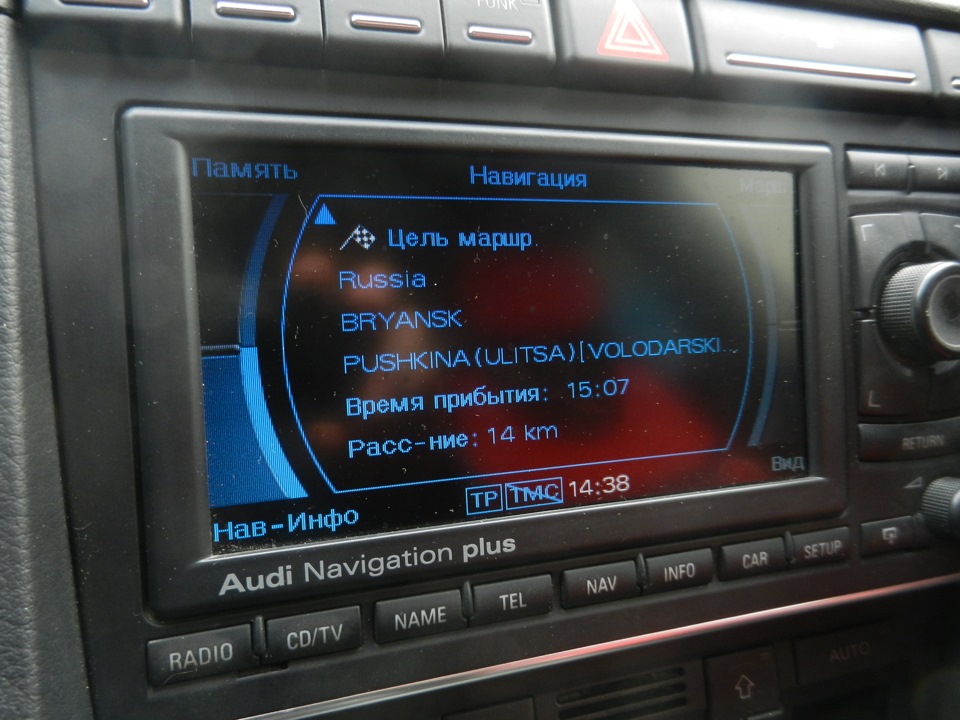 FUNK
Память
Навигация
Цель маршр
Russia
BRYANSK
PUSHKINA(ULITSA)[VOLODARSKI...
Время прибытия: 15:07
Расс-ние: 14 km
Вид
TP TMC 14:38
Нав-Инфо
Audi Navigation plus
RADIO CD/TV NAME TEL NAV INFO CAR SETUP
RETURN
AUTO